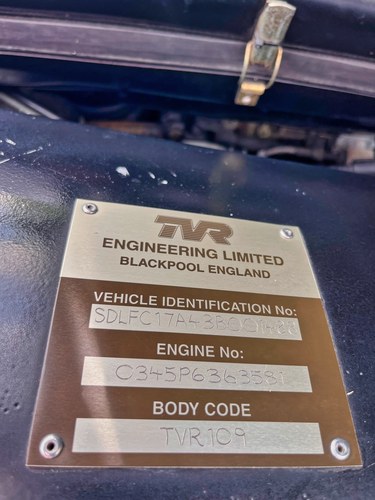 TVR
ENGINEERING LIMITED
BLACKPOOL ENGLAND
VEHICLE IDENTIFICATION No:
ENGINE No:
BODY CODE
TVR109